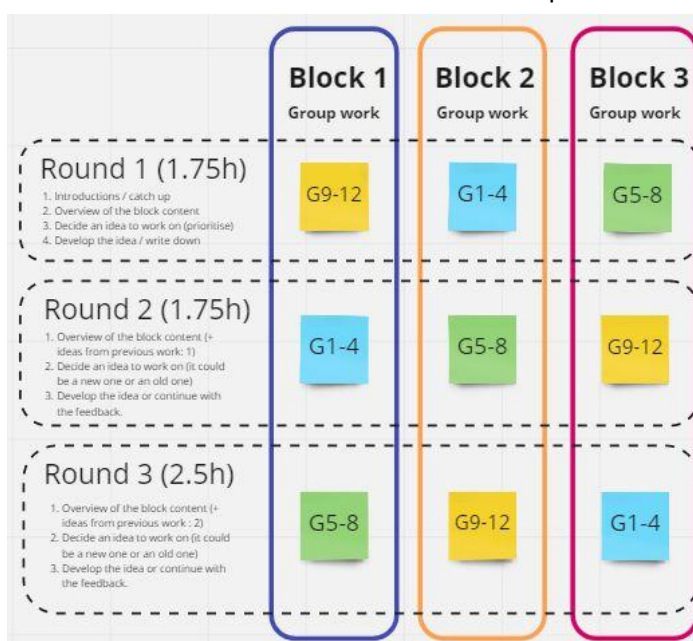 Block 1
Block 2
Block 3
Group work
Group work
Group work
Round 1 (1.75h)
1. Introductions / catch up
2. Overview of the block content
3. Decide an idea to work on (prioritise)
4. Develop the idea / write down
G9-12
G1-4
G5-8
Round 2 (1.75h)
1. Overview of the block content (+
ideas from previous work: 1)
2. Decide an idea to work on (it could
be a new one or an old one)
3. Develop the idea or continue with
the feedback.
G1-4
G5-8
G9-12
Round 3 (2.5h)
1. Overview of the block content (+
ideas from previous work : 2)
2. Decide an idea to work on (it could
be a new one or an old one)
3. Develop the idea or continue with
the feedback.
G5-8
G9-12
G1-4